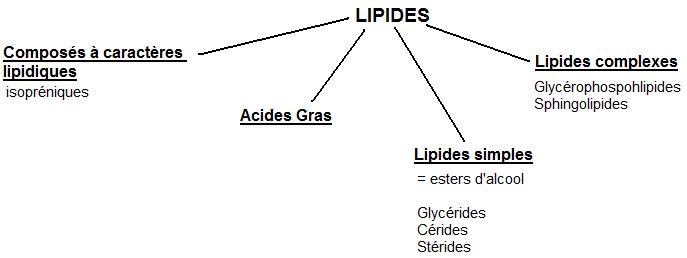 LIPIDES
Composés à caractères
lipidiques
isopréniques
Acides Gras
Lipides simples
= esters d'alcool
Glycérides
Cérides
Stérides
Lipides complexes
Glycérophospohlipides
Sphingolipides